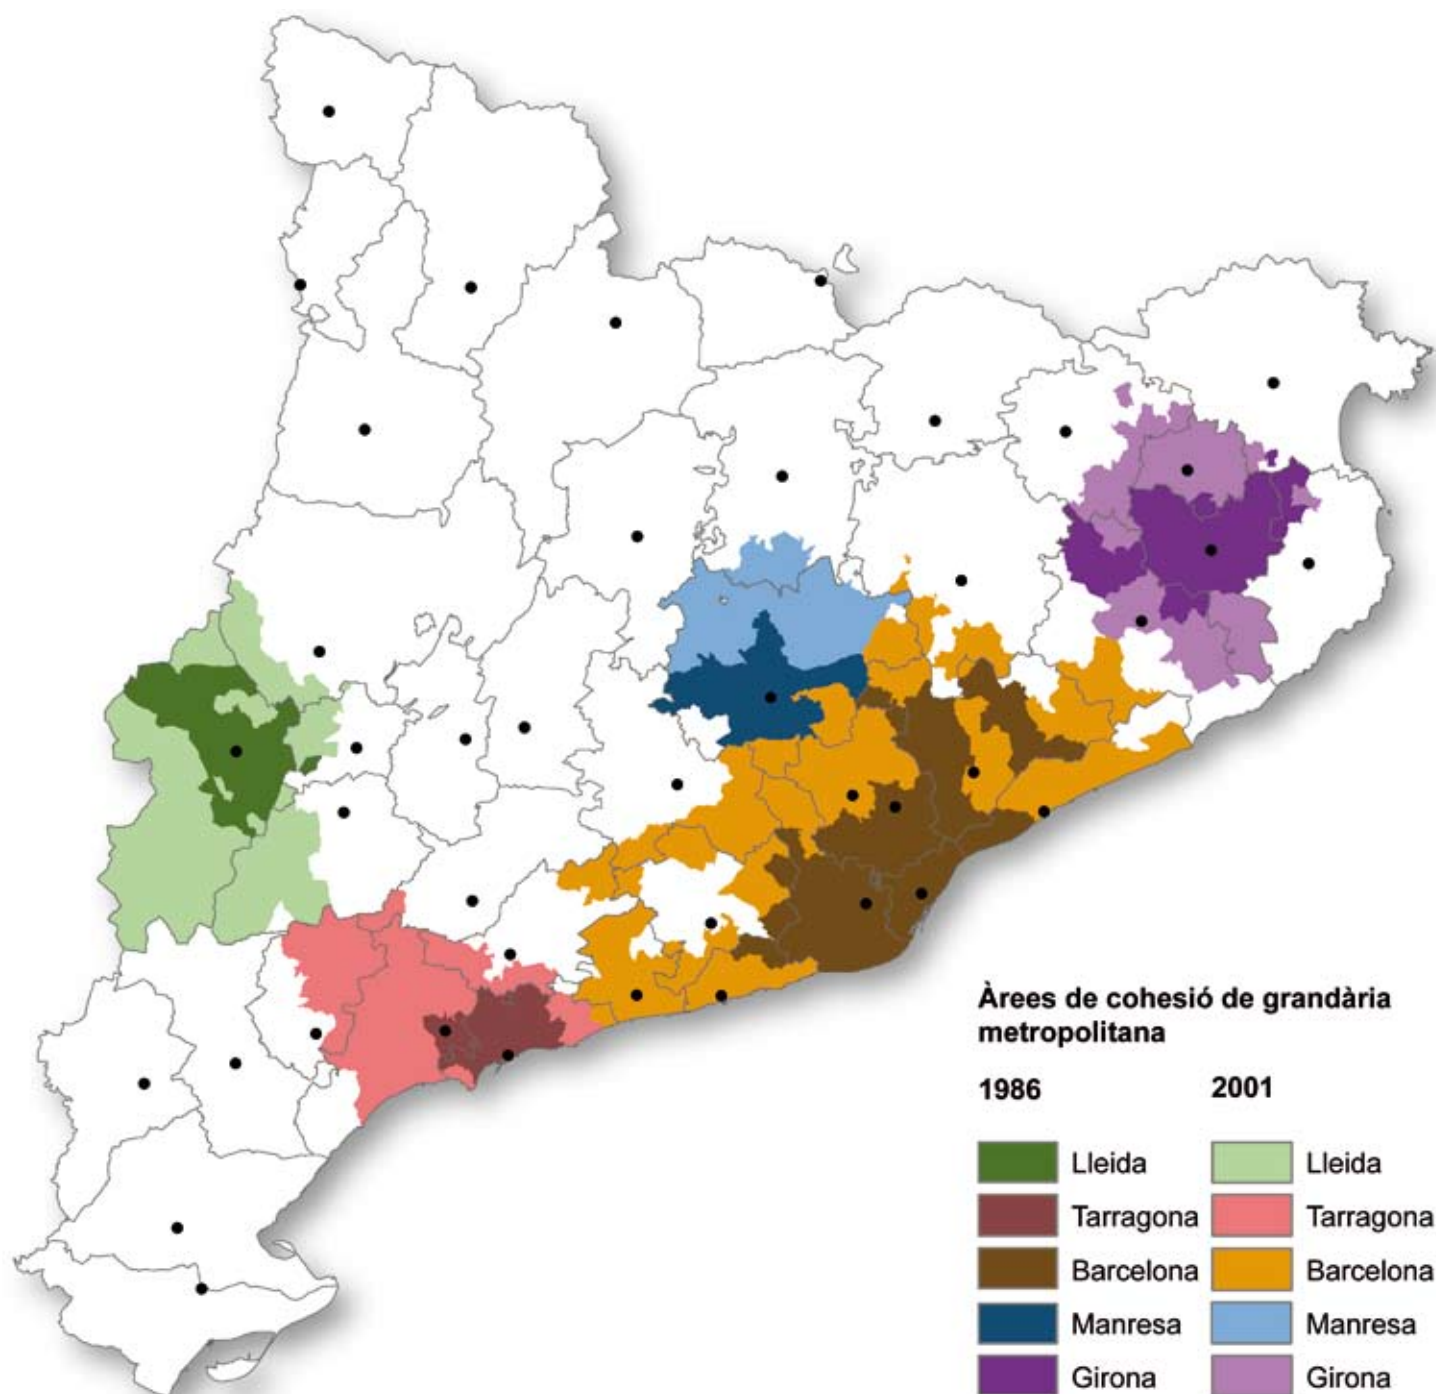 Àrees de cohesió de grandària
metropolitana
1986 2001
Lleida Lleida
Tarragona Tarragona
Barcelona Barcelona
Manresa Manresa
Girona Girona